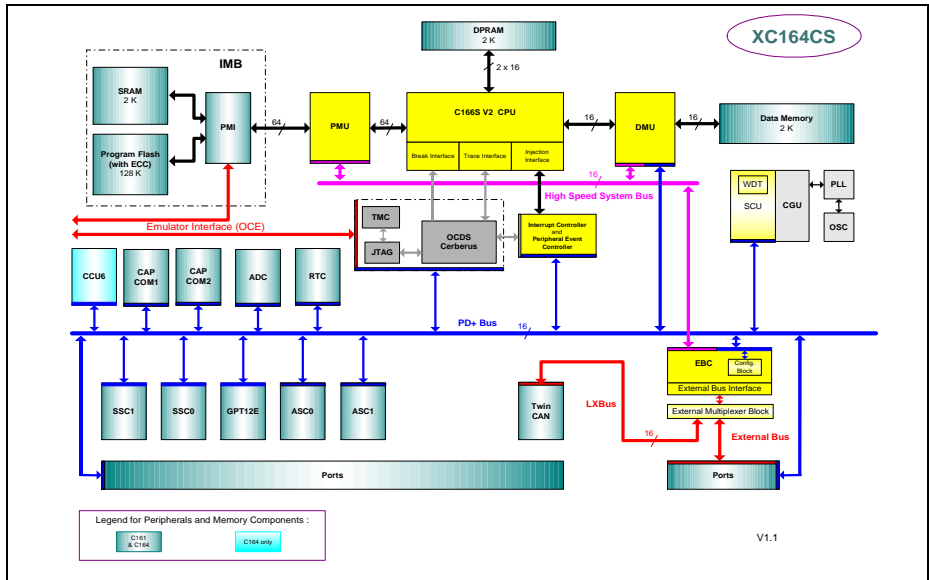 DPRAM
2 K
XC164CS
IMB
2 x 16
SRAM
2 K
PMI
64
PMU
64
C166S V2 CPU
16
DMU
16
Data Memory
2 K
Program Flash
(with ECC)
128 K
Break Interface
Trace Interface
Injection
Interface
16
High Speed System Bus
WDT
SCU
CGU
PLL
OSC
Emulator Interface (OCE)
TMC
JTAG
OCDS
Cerberus
Interrupt Controller
and
Peripheral Event
Controller
CCU6
CAP
COM1
CAP
COM2
ADC
RTC
PD+ Bus
16
EBC
Config.
Block
External Bus Interface
External Multiplexer Block
SSC1
SSC0
GPT12E
ASC0
ASC1
Twin
CAN
LXBus
16
External Bus
Ports
Ports
Legend for Peripherals and Memory Components :
C161
& C164
C164 only
V1.1